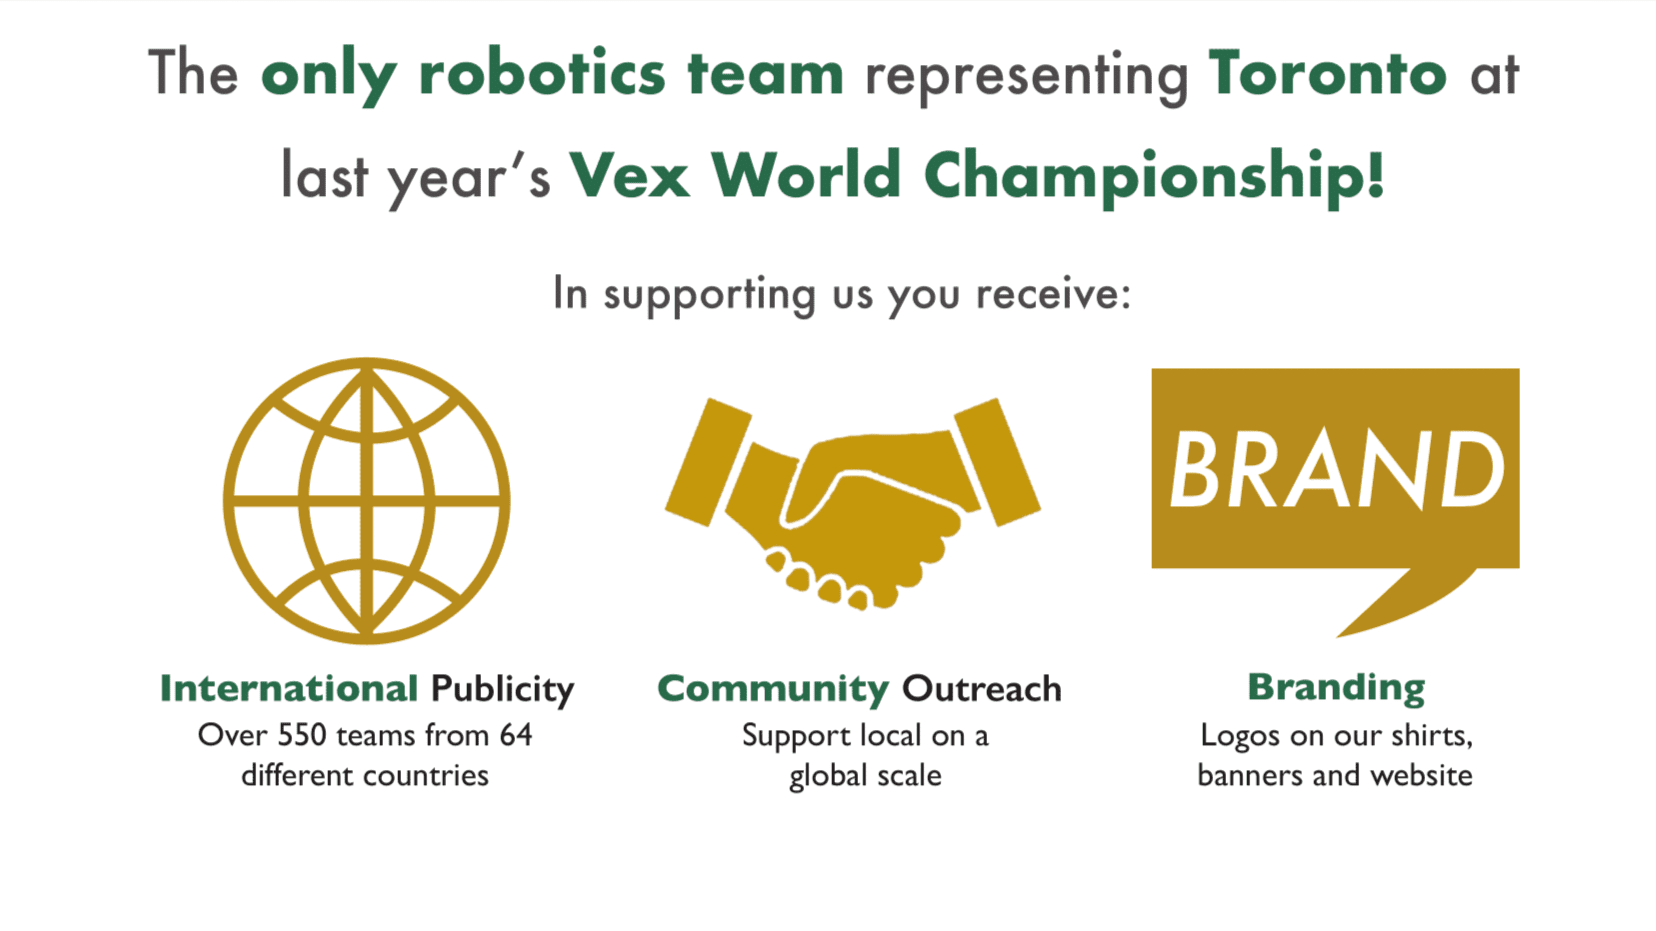 The only robotics team representing Toronto at
last year’s Vex World Championship!
In supporting us you receive:
BRAND
International Publicity
Over 550 teams from 64
different countries
Community Outreach
Support local on a
global scale
Branding
Logos on our shirts,
banners and website